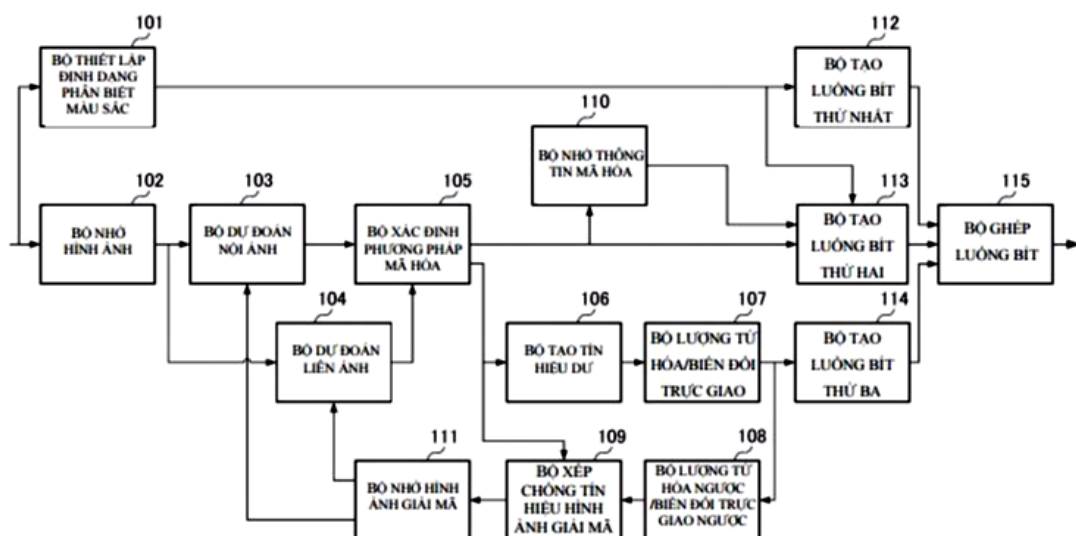 101
BỘ THIẾT LẬP
ĐỊNH DẠNG
PHÂN BIỆT
MÀU SẮC
112
BỘ TẠO
LUỒNG BÍT
THỨ NHẤT
110
BỘ NHỚ THÔNG
TIN MÃ HÓA
102
BỘ NHỚ
HÌNH ẢNH
103
BỘ DỰ ĐOÁN
NỘI ẢNH
105
BỘ XÁC ĐỊNH
PHƯƠNG PHÁP
MÃ HÓA
113
BỘ TẠO
LUỒNG BÍT
THỨ HAI
115
BỘ GHÉP
LUỒNG BÍT
104
BỘ DỰ ĐOÁN
LIÊN ẢNH
106
BỘ TẠO TÍN
HIỆU DƯ
107
BỘ LƯỢNG TỬ
HÓA/BIẾN ĐỔI
TRỰC GIAO
114
BỘ TẠO
LUỒNG BÍT
THỨ BA
111
BỘ NHỚ HÌNH
ẢNH GIẢI MÃ
109
BỘ XẾP
CHỒNG TÍN
HIỆU HÌNH
ẢNH GIẢI MÃ
108
BỘ LƯỢNG TỬ
HÓA NGƯỢC
/BIẾN ĐỔI TRỰC
GIAO NGƯỢC